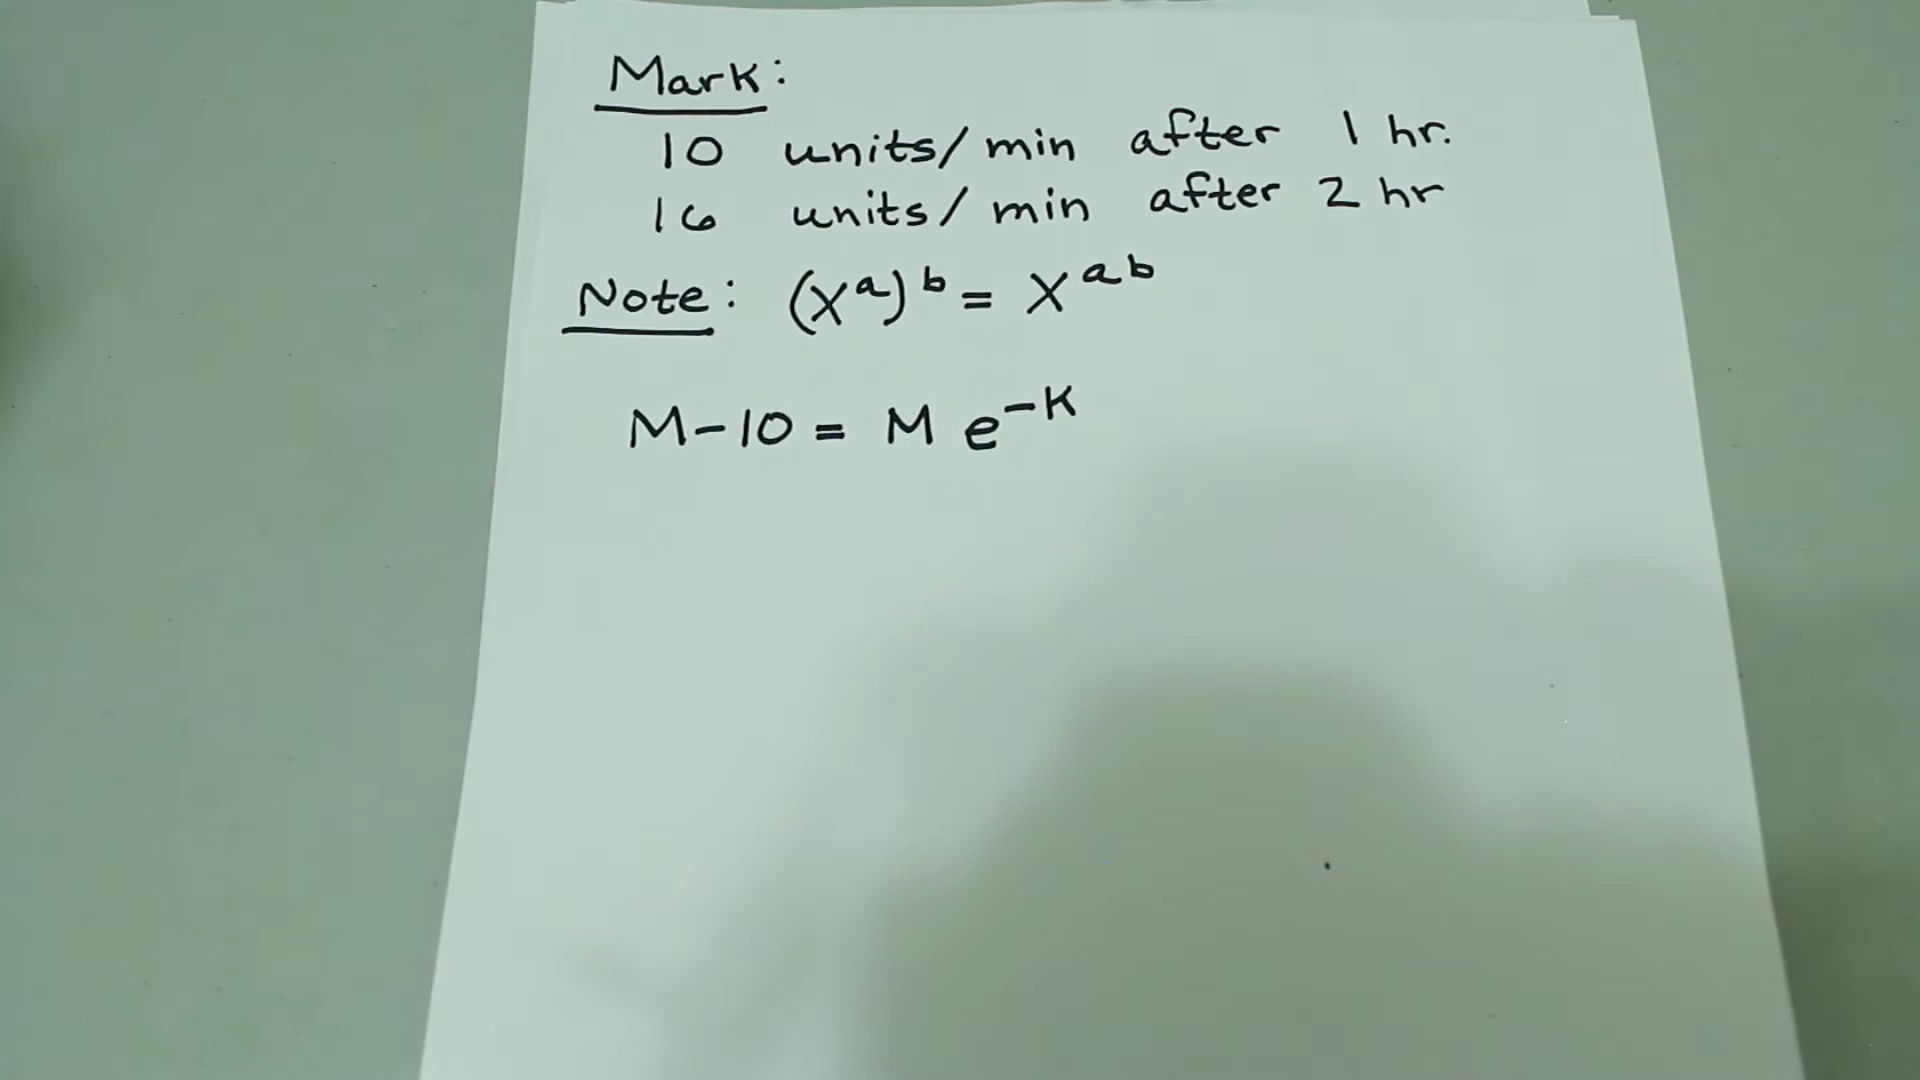 Mark:
10 units/min after 1 hr.
16 units/min after 2 hr
Note: (x^a)^b = x^ab
M-10 = M e^-k